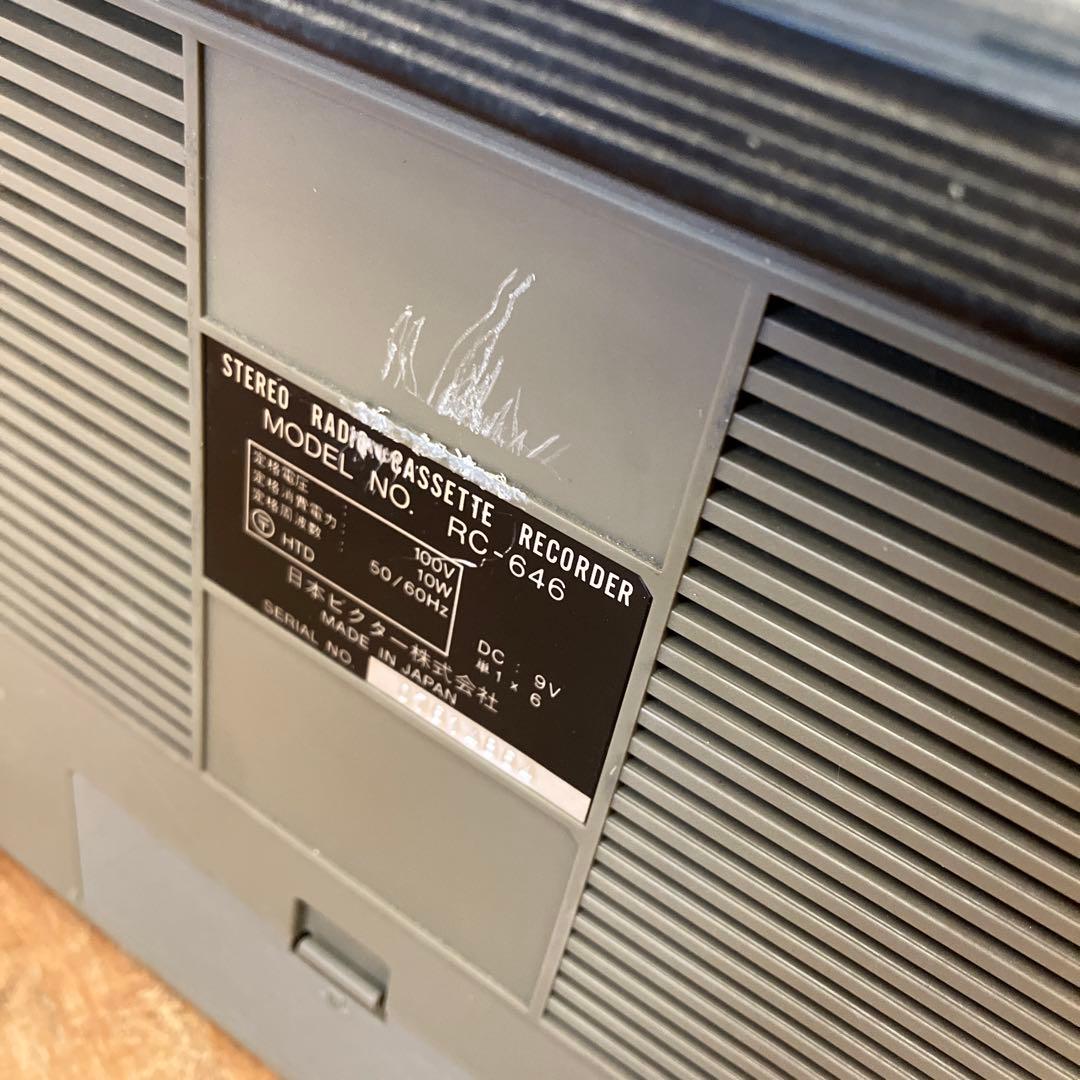 STEREO RADIO CASSETTE RECORDER
MODEL NO. RC-646
定格電圧 : 100V
定格消費電力 : 10W
定格周波数 : 50/60Hz
〒 HTD
DC : 9V
単1 x 6
日本ビクター株式会社
MADE IN JAPAN
SERIAL NO.